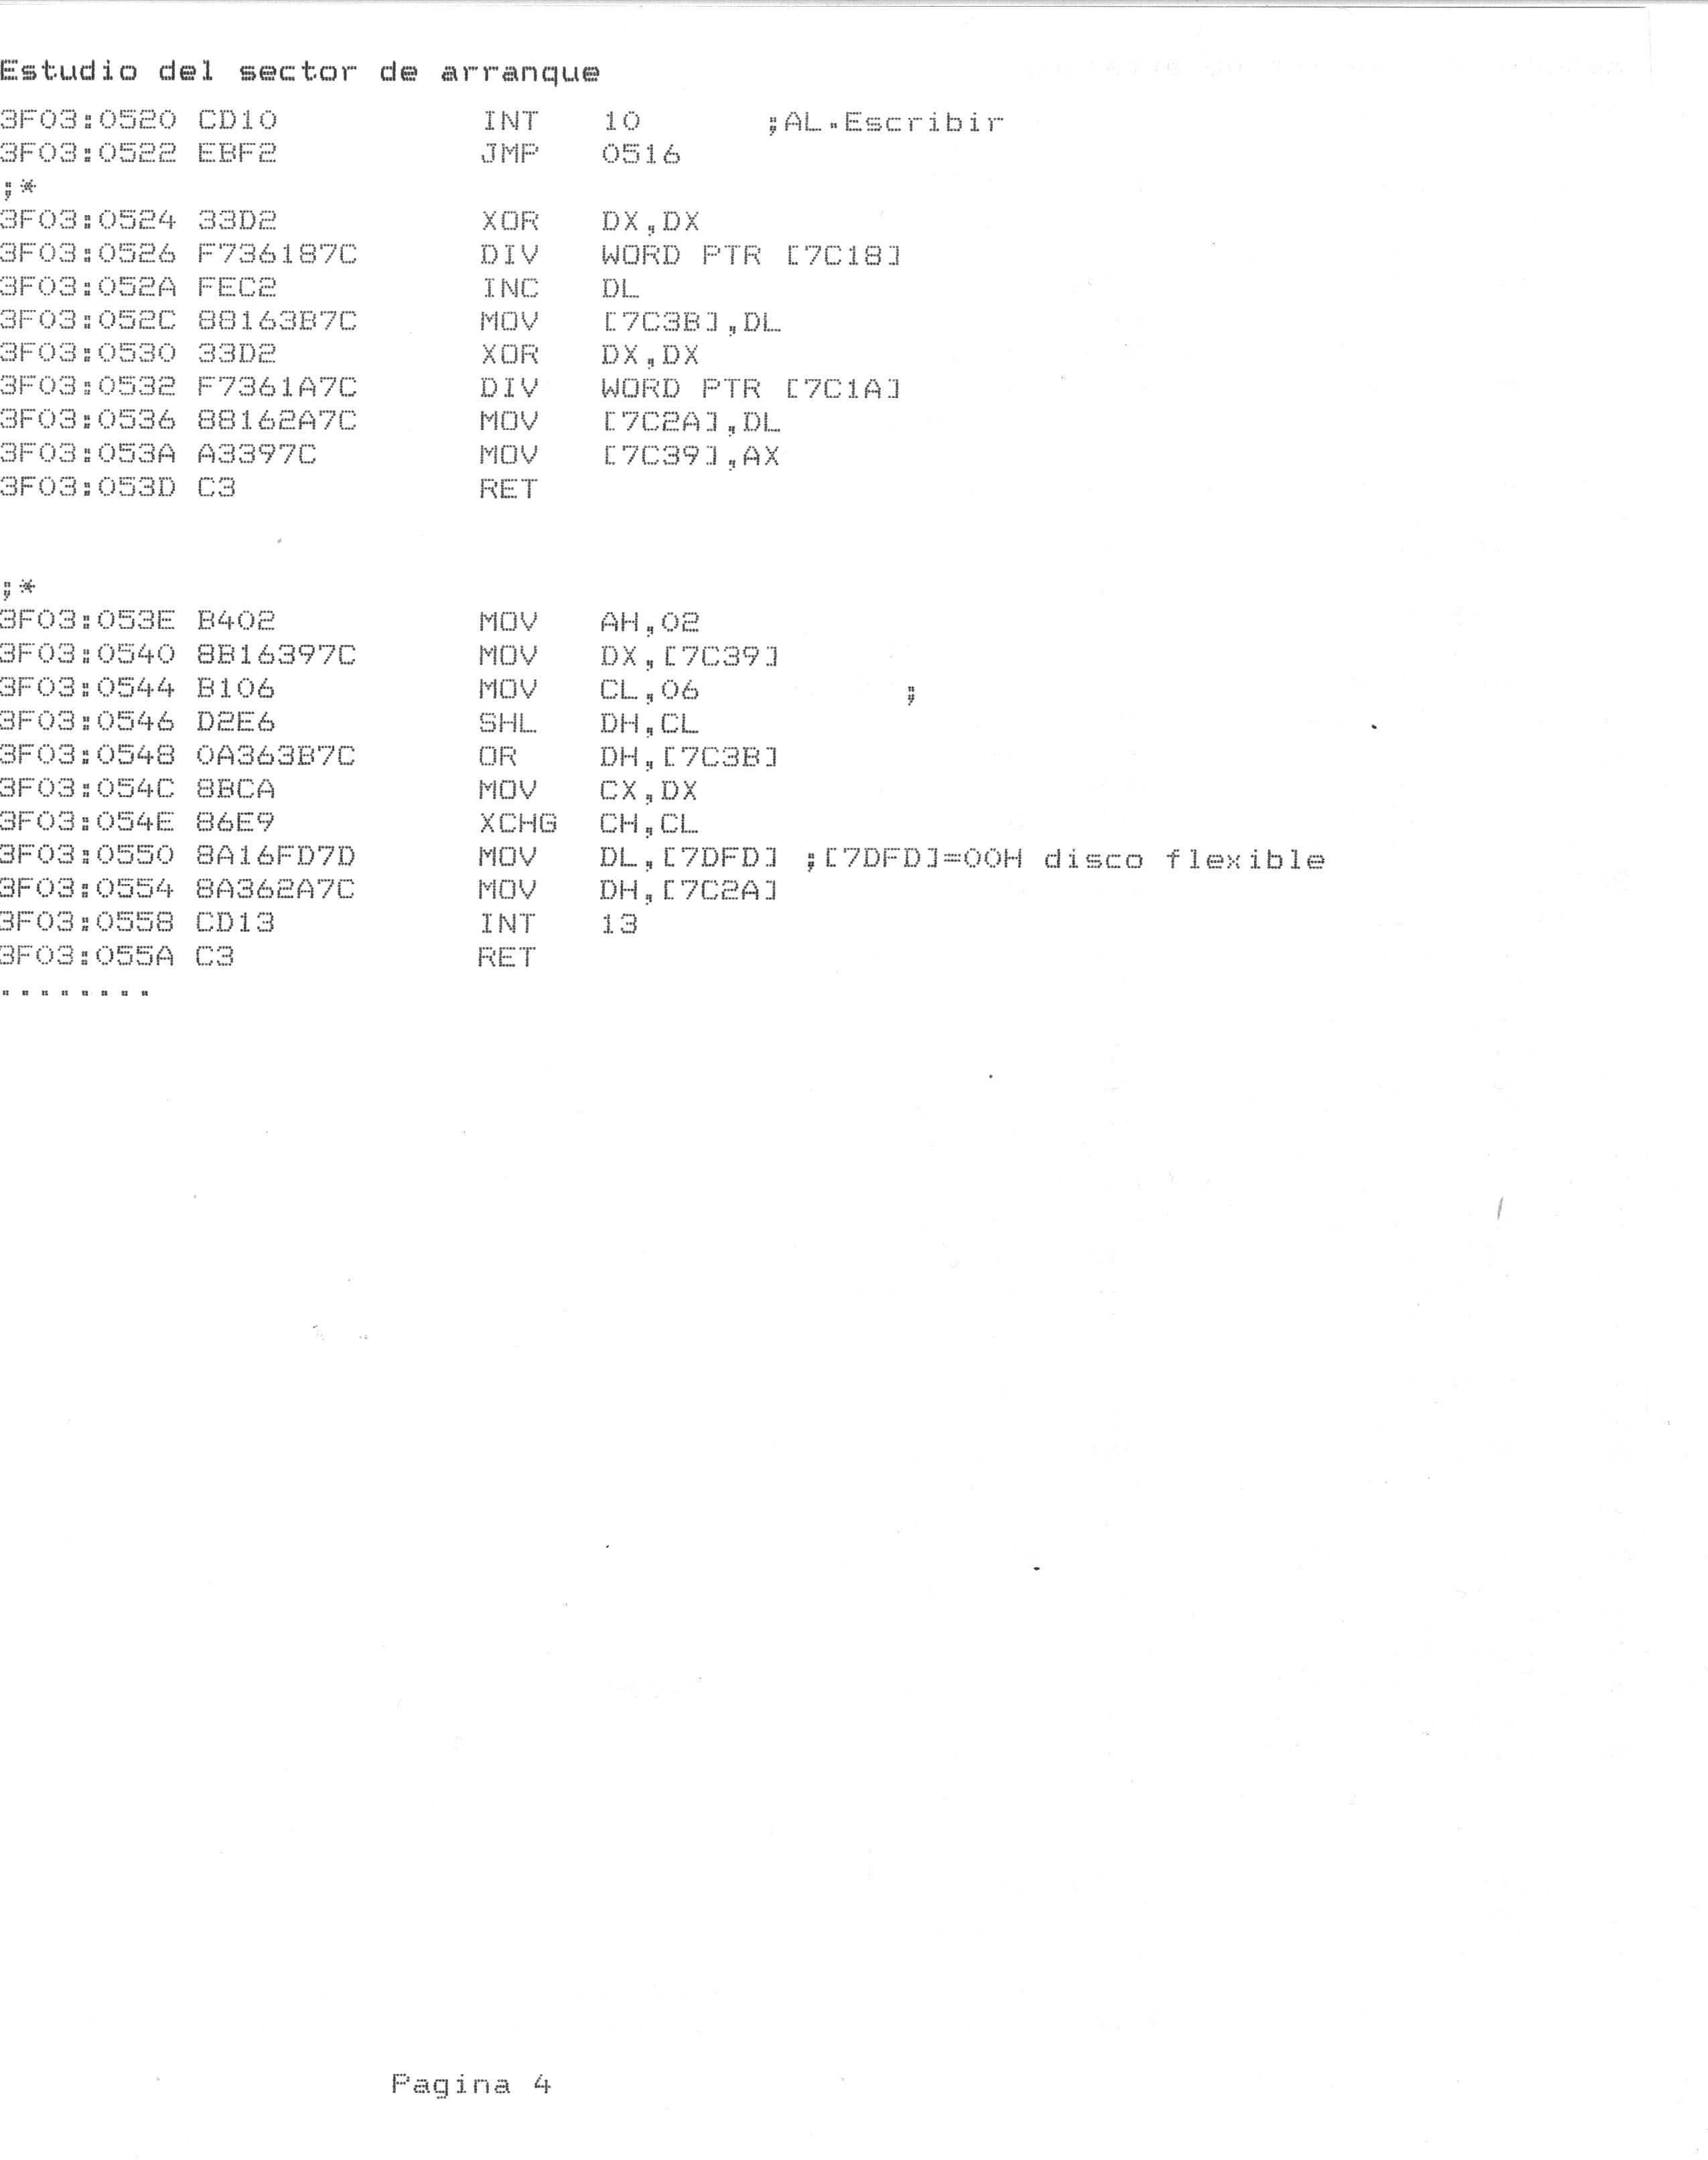 Estudio del sector de arranque
3F03:0520 CD10 INT 10 ;AL.Escribir
3F03:0522 EBF2 JMP 0516
;*
3F03:0524 33D2 XOR DX,DX
3F03:0526 F736187C DIV WORD PTR [7C18]
3F03:052A FEC2 INC DL
3F03:052C 88163B7C MOV [7C3B],DL
3F03:0530 33D2 XOR DX,DX
3F03:0532 F7361A7C DIV WORD PTR [7C1A]
3F03:0536 88162A7C MOV [7C2A],DL
3F03:053A A3397C MOV [7C39],AX
3F03:053D C3 RET
;*
3F03:053E B402 MOV AH,02
3F03:0540 8B16397C MOV DX,[7C39]
3F03:0544 B106 MOV CL,06 ;
3F03:0546 D2E6 SHL DH,CL
3F03:0548 0A363B7C OR DH,[7C3B]
3F03:054C 8BCA MOV CX,DX
3F03:054E 86E9 XCHG CH,CL
3F03:0550 8A16FD7D MOV DL,[7DFD] ;[7DFD]=00H disco flexible
3F03:0554 8A362A7C MOV DH,[7C2A]
3F03:0558 CD13 INT 13
3F03:055A C3 RET
........
Pagina 4